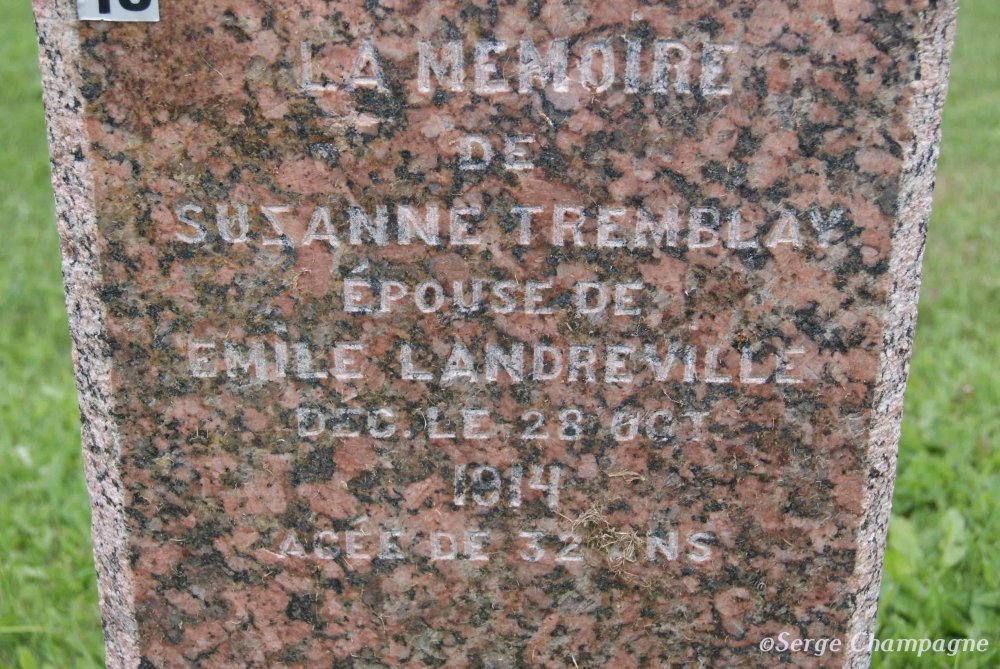 LA MÉMOIRE
DE
SUZANNE TREMBLAY
ÉPOUSE DE
EMILE LANDREVILLE
DÉC. LE 28 OCT.
1914
AGÉE DE 32 ANS
©Serge Champagne